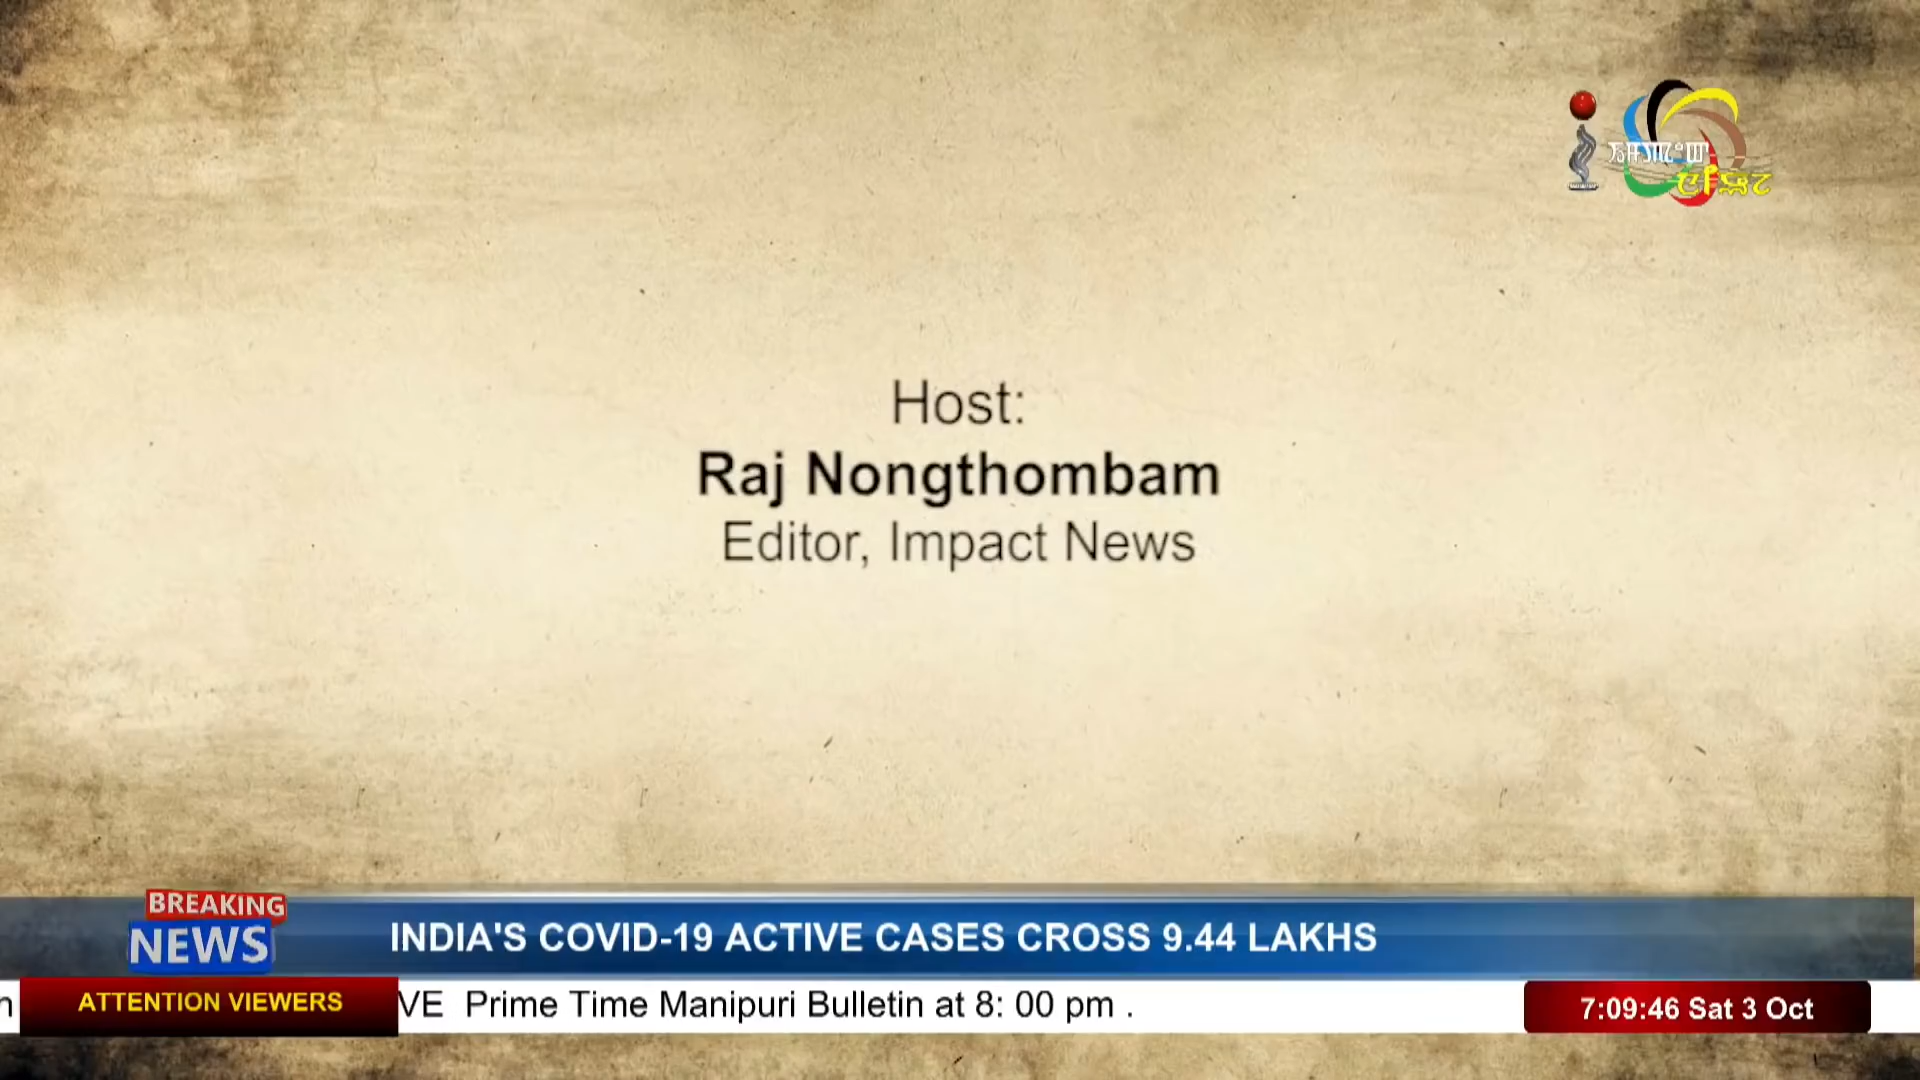 Host:
Raj Nongthombam
Editor, Impact News
BREAKING
NEWS
INDIA'S COVID-19 ACTIVE CASES CROSS 9.44 LAKHS
ATTENTION VIEWERS
VE Prime Time Manipuri Bulletin at 8: 00 pm .
7:09:46 Sat 3 Oct